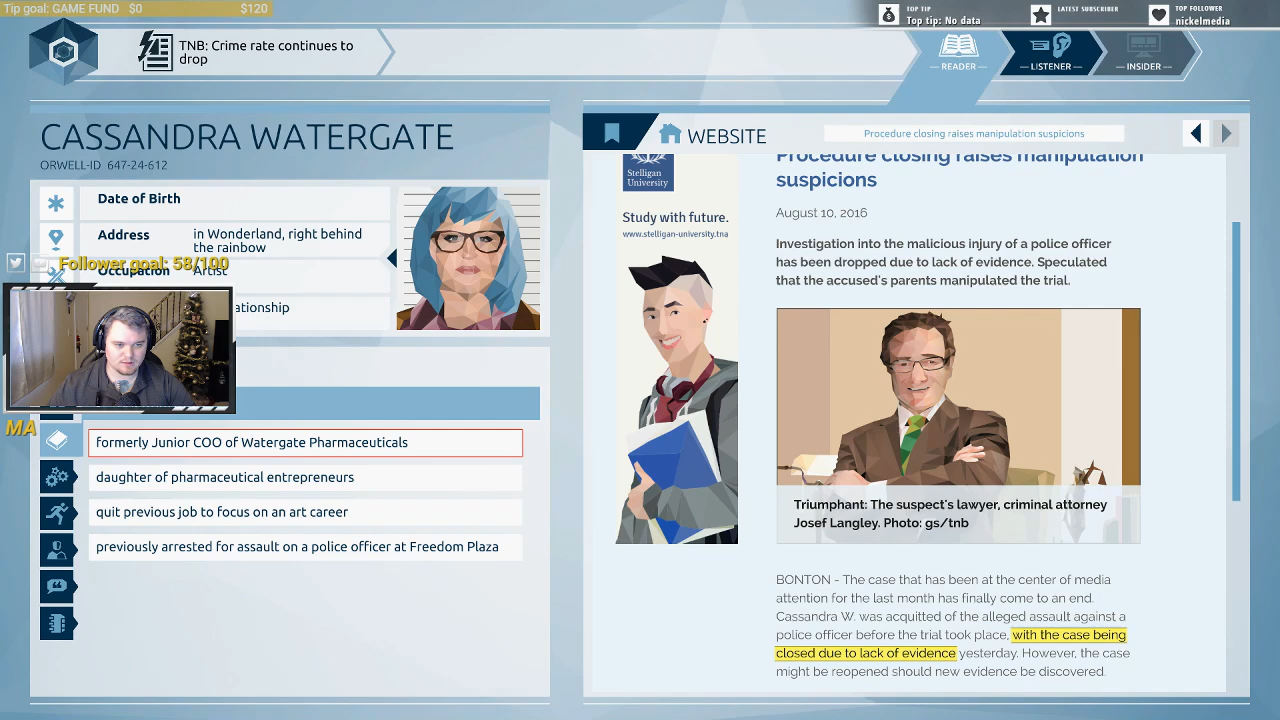 Tip goal: GAME FUND $0
$120
TOP TIP
Top tip: No data
LATEST SUBSCRIBER
TOP FOLLOWER
nickelmedia
TNB: Crime rate continues to
drop
READER
LISTENER
INSIDER
CASSANDRA WATERGATE
ORWELL-ID 647-24-612
Date of Birth
Address
in Wonderland, right behind
the rainbow
Follower goal: 58/100
Occupation
Artist
ationship
MA
formerly Junior COO of Watergate Pharmaceuticals
daughter of pharmaceutical entrepreneurs
quit previous job to focus on an art career
previously arrested for assault on a police officer at Freedom Plaza
WEBSITE
Procedure closing raises manipulation suspicions
Stelligan
University
Study with future.
www.stelligan-university.tna
Procedure closing raises manipulation
suspicions
August 10, 2016
Investigation into the malicious injury of a police officer
has been dropped due to lack of evidence. Speculated
that the accused's parents manipulated the trial.
Triumphant: The suspect's lawyer, criminal attorney
Josef Langley. Photo: gs/tnb
BONTON - The case that has been at the center of media
attention for the last month has finally come to an end.
Cassandra W. was acquitted of the alleged assault against a
police officer before the trial took place, with the case being
closed due to lack of evidence yesterday. However, the case
might be reopened should new evidence be discovered.